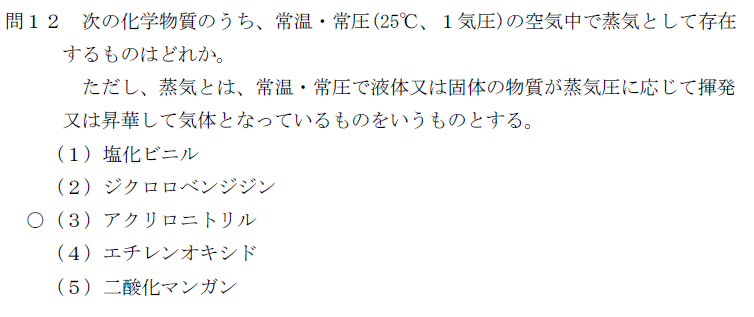 問１２　次の化学物質のうち、常温・常圧(25℃、１気圧)の空気中で蒸気として存在
するものはどれか。
ただし、蒸気とは、常温・常圧で液体又は固体の物質が蒸気圧に応じて揮発
又は昇華して気体となっているものをいうものとする。
（１）塩化ビニル
（２）ジクロロベンジジン
○（３）アクリロニトリル
（４）エチレンオキシド
（５）二酸化マンガン